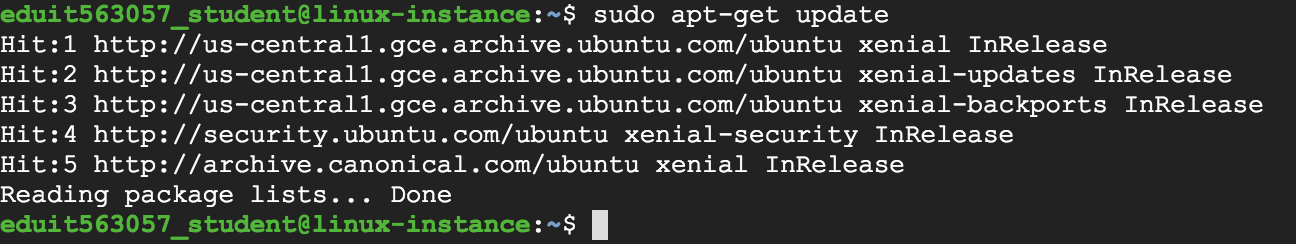 eduit563057_student@linux-instance:~$ sudo apt-get update
Hit:1 http://us-central1.gce.archive.ubuntu.com/ubuntu xenial InRelease
Hit:2 http://us-central1.gce.archive.ubuntu.com/ubuntu xenial-updates InRelease
Hit:3 http://us-central1.gce.archive.ubuntu.com/ubuntu xenial-backports InRelease
Hit:4 http://security.ubuntu.com/ubuntu xenial-security InRelease
Hit:5 http://archive.canonical.com/ubuntu xenial InRelease
Reading package lists... Done
eduit563057_student@linux-instance:~$